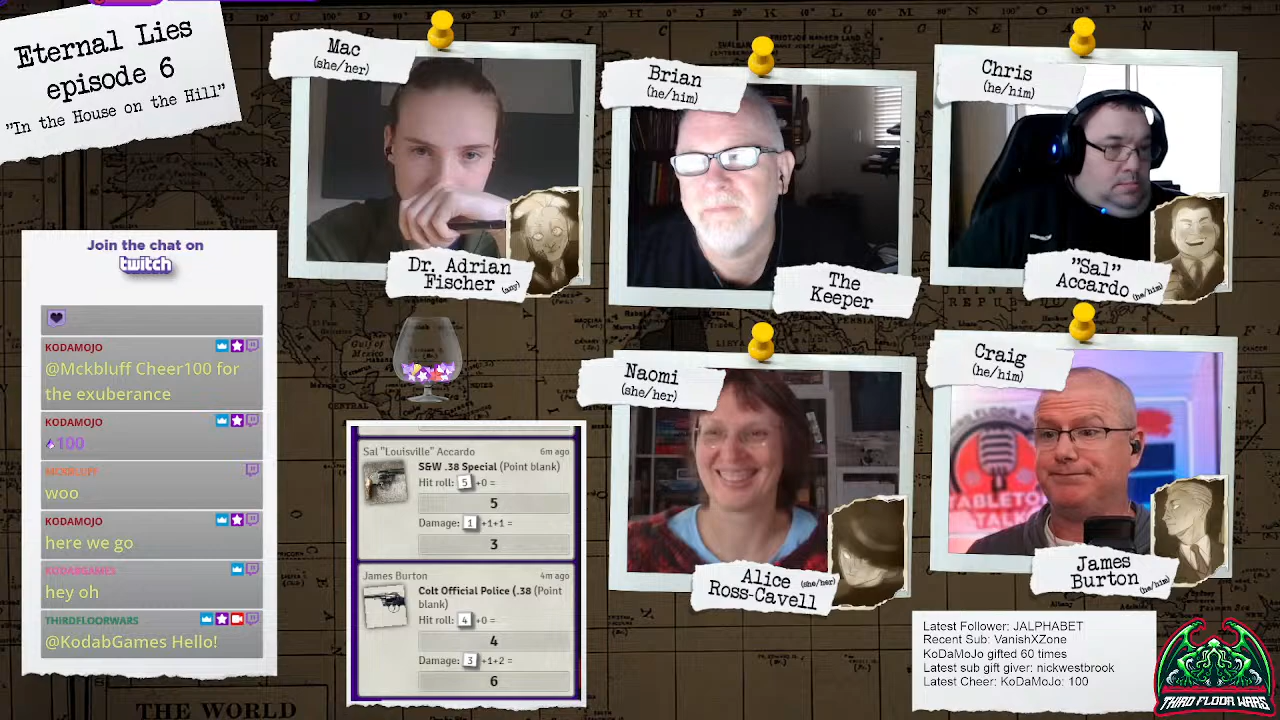 Eternal Lies
episode 6
"In the House on the Hill"
Mac
(she/her)
Dr. Adrian
Fischer (any)
Brian
(he/him)
The
Keeper
Chris
(he/him)
"Sal"
Accardo (he/him)
Join the chat on
twitch
KODAMOJO
@Mckbluff Cheer100 for
the exuberance
KODAMOJO
100
MCKBLUFF
woo
KODAMOJO
here we go
KODABGAMES
hey oh
THIRDFLOORWARS
@KodabGames Hello!
Sal "Louisville" Accardo 6m ago
S&W .38 Special (Point blank)
Hit roll: 5 +0 =
5
Damage: 1 +1+1 =
3
James Burton 4m ago
Colt Official Police (.38 (Point
blank)
Hit roll: 4 +0 =
4
Damage: 3 +1+2 =
6
Naomi
(she/her)
Alice (she/her)
Ross-Cavell
Craig
(he/him)
TABLETOP
TALK
James
Burton (he/him)
Latest Follower: JALPHABET
Recent Sub: VanishXZone
KoDaMoJo gifted 60 times
Latest sub gift giver: nickwestbrook
Latest Cheer: KoDaMoJo: 100
THIRD FLOOR WARS
THE WORLD